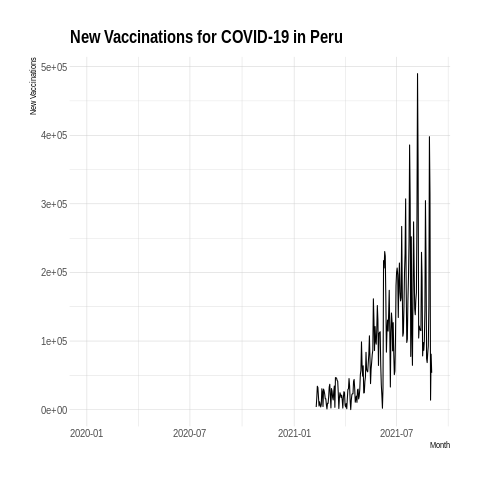 New Vaccinations for COVID-19 in Peru
New Vaccinations
5e+05
4e+05
3e+05
2e+05
1e+05
0e+00
2020-01 2020-07 2021-01 2021-07
Month